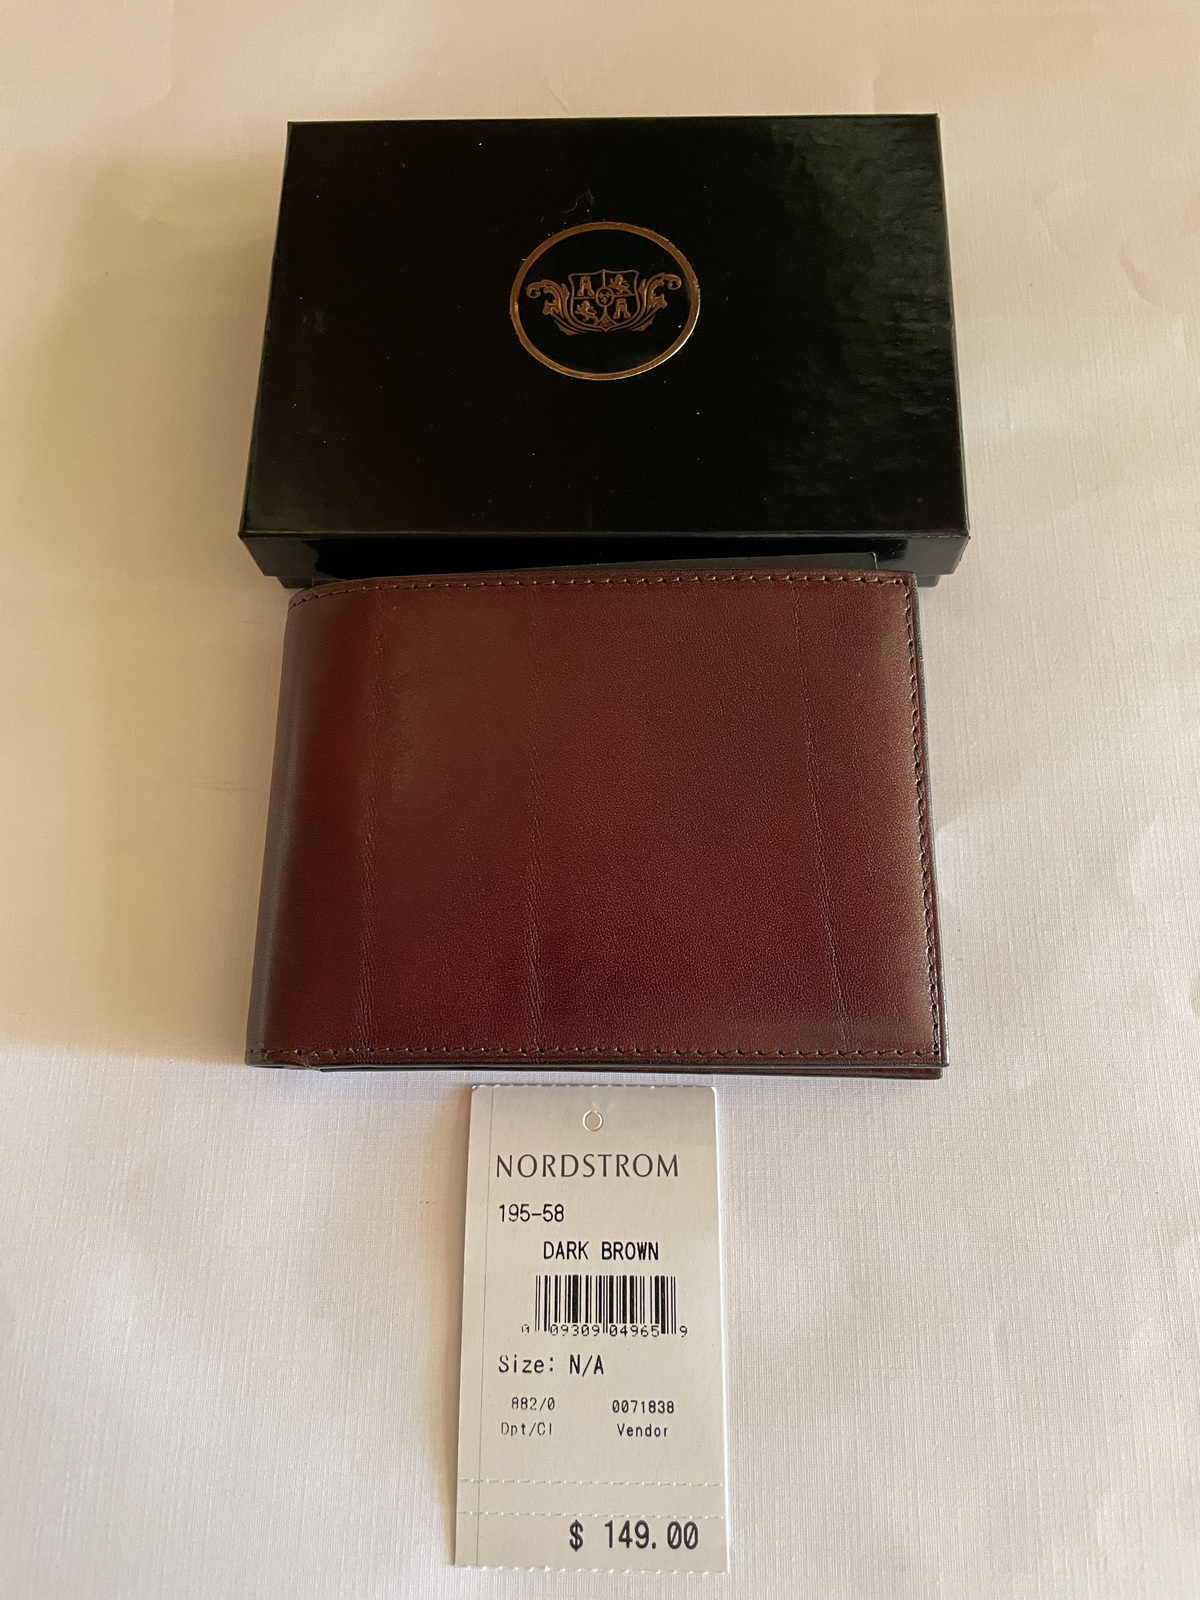 NORDSTROM
195-58
DARK BROWN
0 09309 04965 9
Size: N/A
882/0 0071838
Dpt/Cl Vendor
$ 149.00